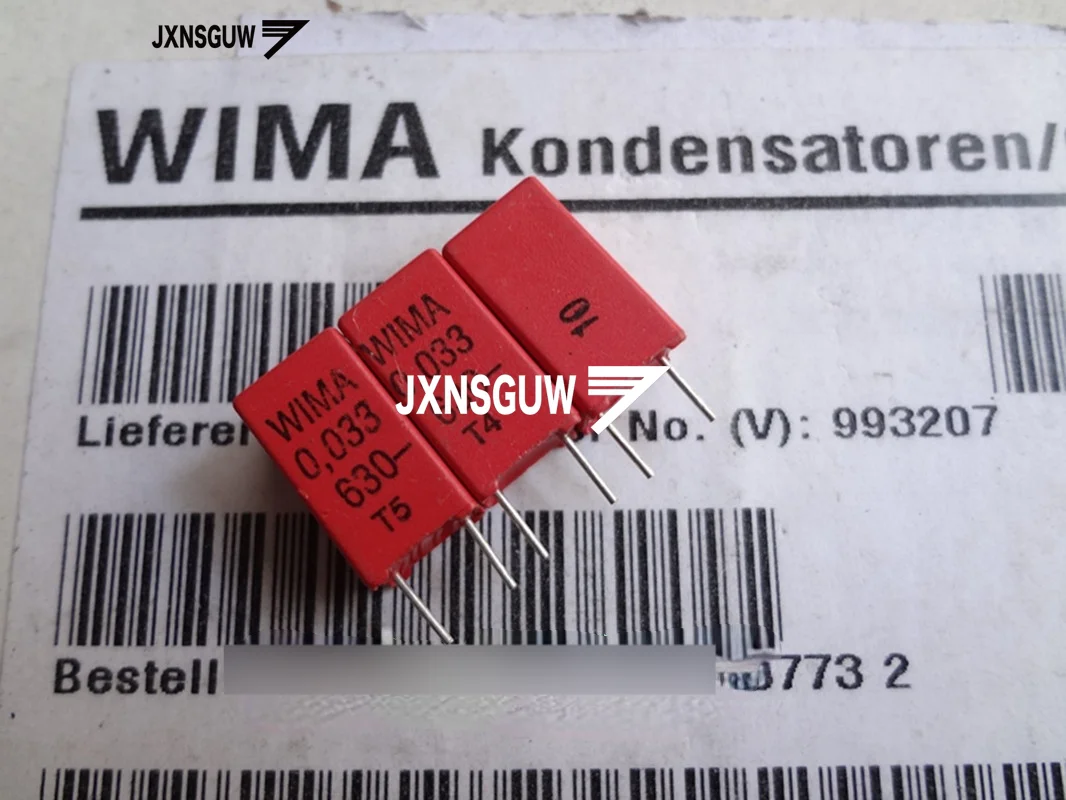 JXNSGUW
WIMA Kondensatoren/
10
WIMA
0,033
T4
WIMA
0,033
630–
T5
JXNSGUW
No. (V): 993207
Bestell
773 2